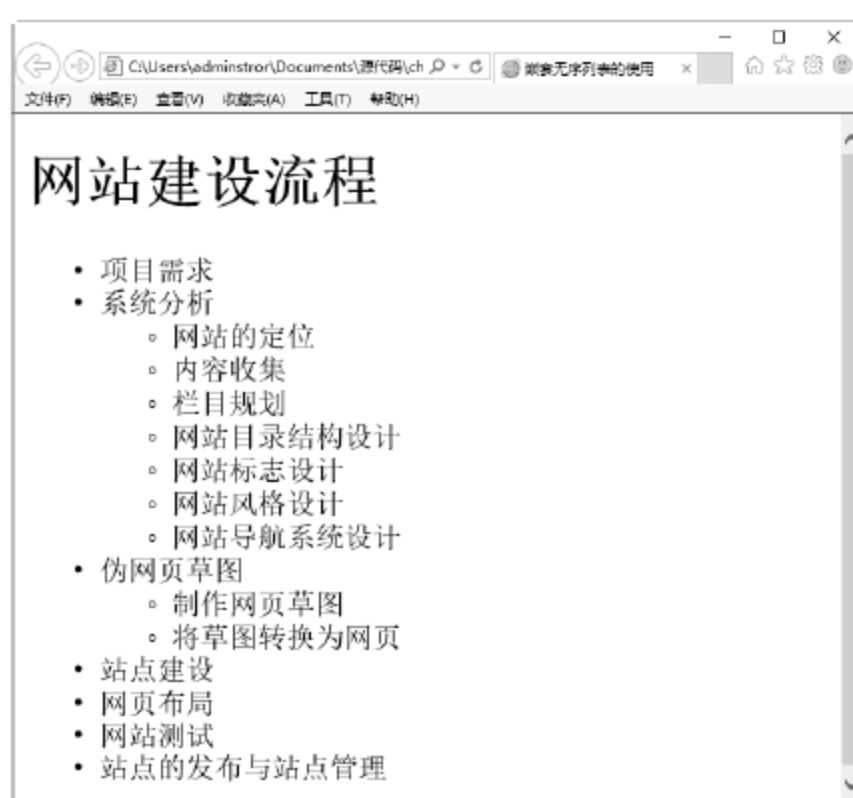 C:\Users\adminstror\Documents\源代码\ch
嵌套无序列表的使用
文件(F) 编辑(E) 查看(V) 收藏夹(A) 工具(T) 帮助(H)
网站建设流程
• 项目需求
• 系统分析
◦ 网站的定位
◦ 内容收集
◦ 栏目规划
◦ 网站目录结构设计
◦ 网站标志设计
◦ 网站风格设计
◦ 网站导航系统设计
• 伪网页草图
◦ 制作网页草图
◦ 将草图转换为网页
• 站点建设
• 网页布局
• 网站测试
• 站点的发布与站点管理